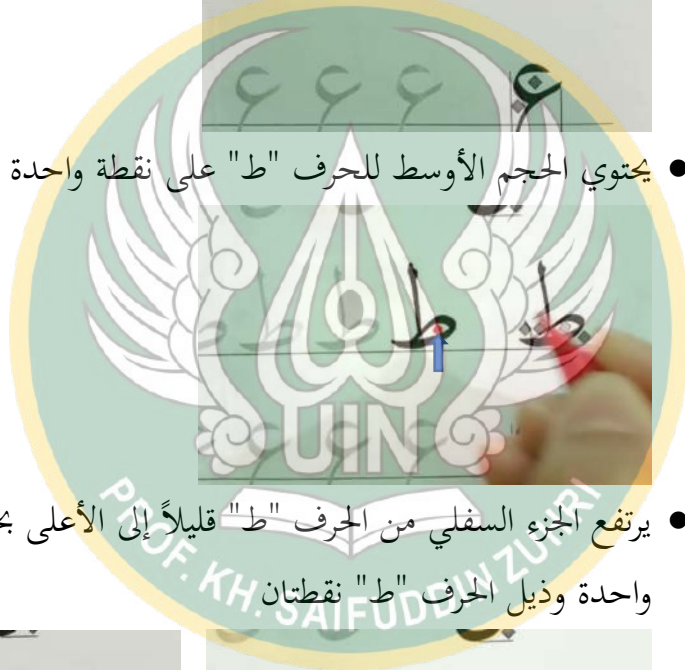 ع ع ع ع
• يحتوي الحجم الأوسط للحرف "ط" على نقطة واحدة
ط ط
• يرتفع الجزء السفلي من الحرف "ط" قليلاً إلى الأعلى
واحدة وذيل الحرف "ط" نقطتان
UIN
PROF. KH. SAIFUDDIN ZUHRI